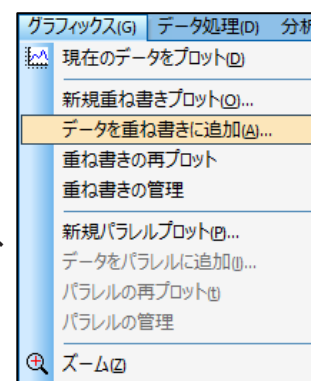 グラフィックス(G) データ処理(D) 分析
現在のデータをプロット(D)
新規重ね書きプロット(O)...
データを重ね書きに追加(A)...
重ね書きの再プロット
重ね書きの管理
新規パラレルプロット(P)...
データをパラレルに追加(I)...
パラレルの再プロット(t)
パラレルの管理
ズーム(Z)